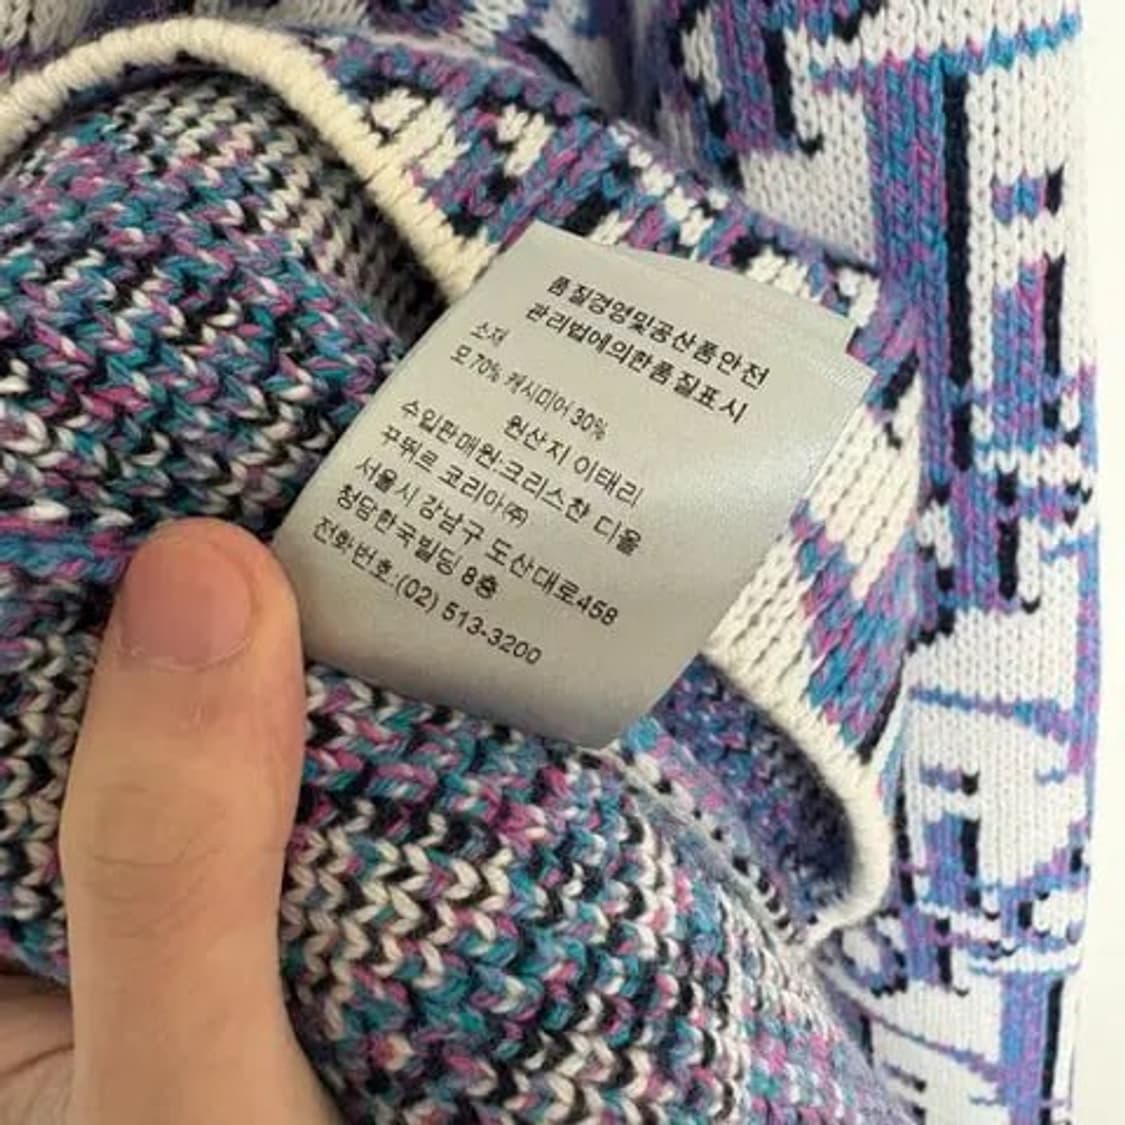 품질경영및공산품안전
관리법에의한품질표시
소재
모 70% 캐시미어 30%
원산지 이태리
수입판매원:크리스챤 디올
꾸뛰르 코리아㈜
서울시 강남구 도산대로458
청담한국빌딩 8층
전화번호:(02) 513-3200